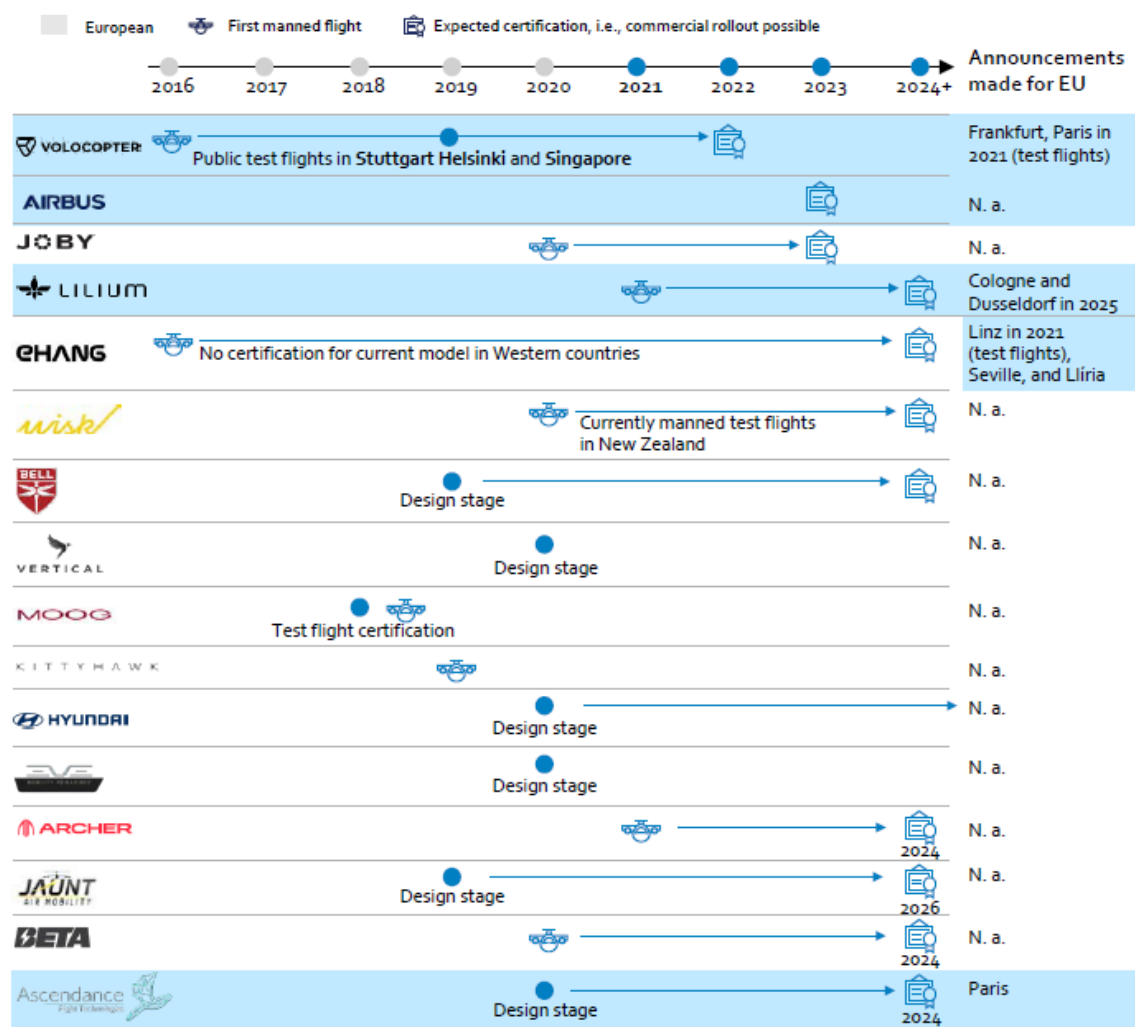 European
First manned flight
Expected certification, i.e., commercial rollout possible
2016 2017 2018 2019 2020 2021 2022 2023 2024+
Announcements
made for EU
VOLOCOPTER
Public test flights in Stuttgart Helsinki and Singapore
Frankfurt, Paris in
2021 (test flights)
AIRBUS
N. a.
JOBY
N. a.
LILIUM
Cologne and
Dusseldorf in 2025
EHANG
No certification for current model in Western countries
Linz in 2021
(test flights),
Seville, and Llíria
wisk
Currently manned test flights
in New Zealand
N. a.
BELL
Design stage
N. a.
VERTICAL
Design stage
N. a.
MOOG
Test flight certification
N. a.
KITTYHAWK
N. a.
HYUNDAI
Design stage
N. a.
EVE
Design stage
N. a.
ARCHER
2024
N. a.
JAUNT
AIR MOBILITY
Design stage
2026
N. a.
BETA
2024
N. a.
Ascendance
Flight Technologies
Design stage
2024
Paris